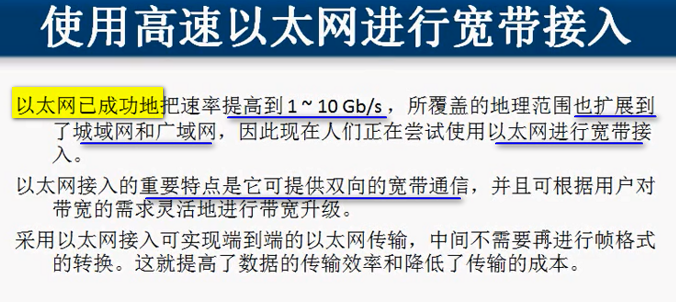 使用高速以太网进行宽带接入
以太网已成功地把速率提高到 1 ~ 10 Gb/s ，所覆盖的地理范围也扩展到
了城域网和广域网，因此现在人们正在尝试使用以太网进行宽带接
入。
以太网接入的重要特点是它可提供双向的宽带通信，并且可根据用户对
带宽的需求灵活地进行带宽升级。
采用以太网接入可实现端到端的以太网传输，中间不需要再进行帧格式
的转换。这就提高了数据的传输效率和降低了传输的成本。